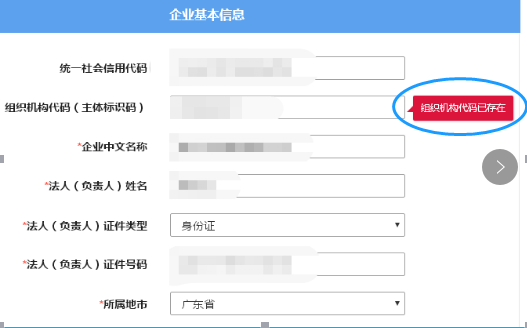 企业基本信息
统一社会信用代码
组织机构代码（主体标识码）
组织机构代码已存在
*企业中文名称
*法人（负责人）姓名
*法人（负责人）证件类型
身份证
*法人（负责人）证件号码
*所属地市
广东省